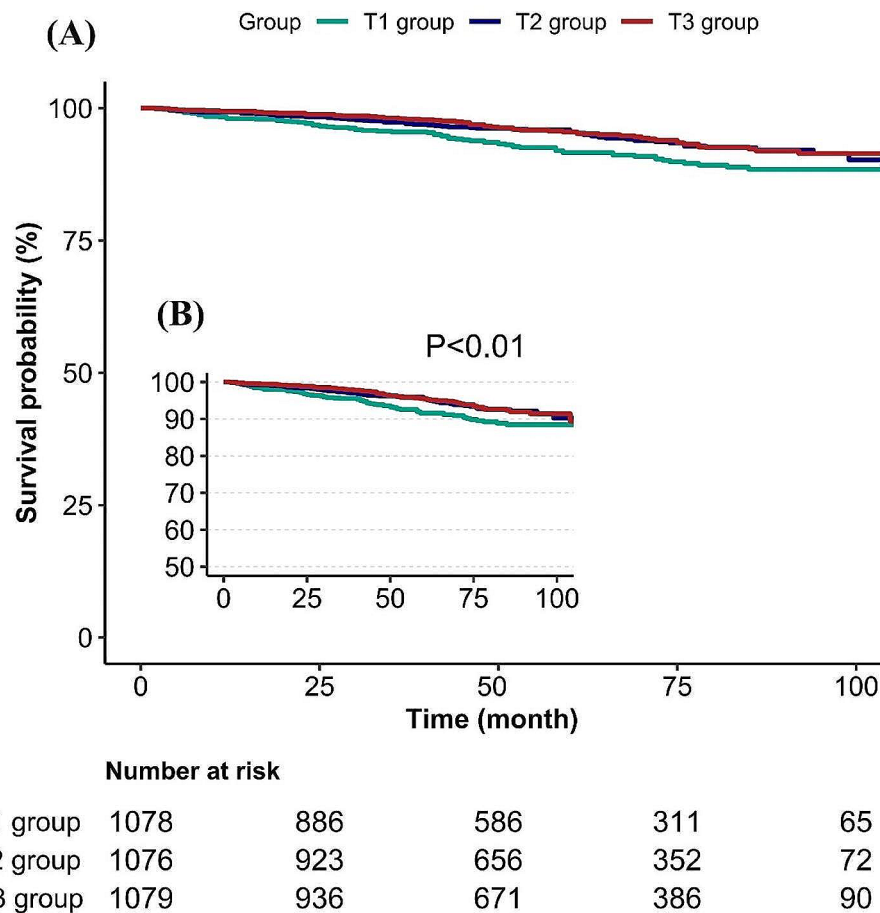 (A)
Group T1 group T2 group T3 group
Survival probability (%)
100
75
50
25
0
(B)
P<0.01
100
90
80
70
60
50
0 25 50 75 100
0 25 50 75 100
Time (month)
Number at risk
group 1078 886 586 311 65
2 group 1076 923 656 352 72
3 group 1079 936 671 386 90